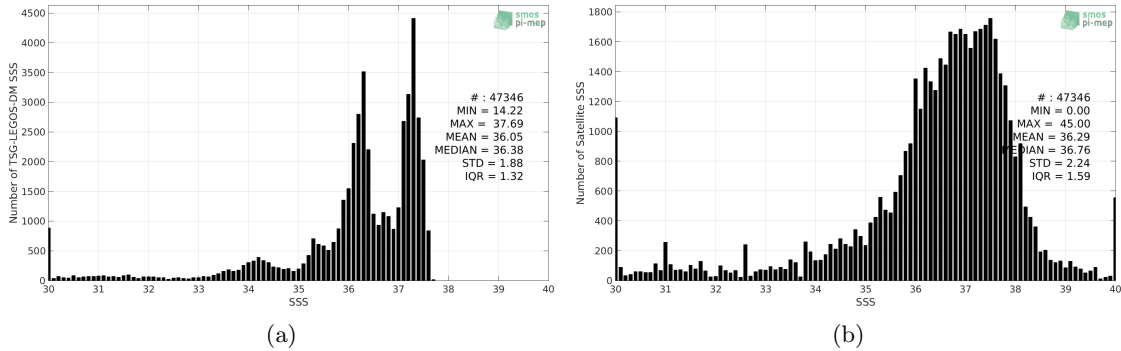 smos
pi-mep
4500
4000
3500
3000
2500
2000
1500
1000
500
0
Number of TSG-LEGOS-DM SSS
# : 47346
MIN = 14.22
MAX = 37.69
MEAN = 36.05
MEDIAN = 36.38
STD = 1.88
IQR = 1.32
30 31 32 33 34 35 36 37 38 39 40
SSS
(a)
smos
pi-mep
1800
1600
1400
1200
1000
800
600
400
200
0
Number of Satellite SSS
# : 47346
MIN = 0.00
MAX = 45.00
MEAN = 36.29
MEDIAN = 36.76
STD = 2.24
IQR = 1.59
30 31 32 33 34 35 36 37 38 39 40
SSS
(b)